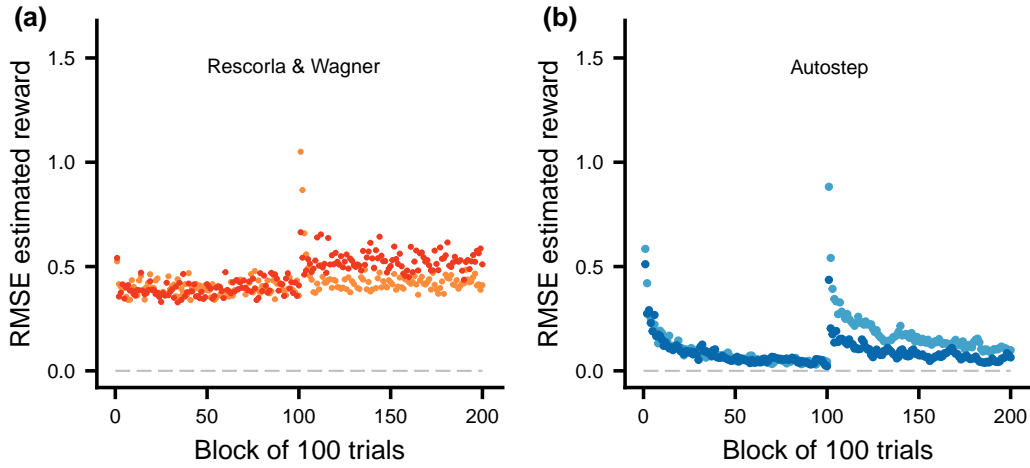 (a)
Rescorla & Wagner
RMSE estimated reward
1.5
1.0
0.5
0.0
0
50
100
150
200
Block of 100 trials
(b)
Autostep
RMSE estimated reward
1.5
1.0
0.5
0.0
0
50
100
150
200
Block of 100 trials